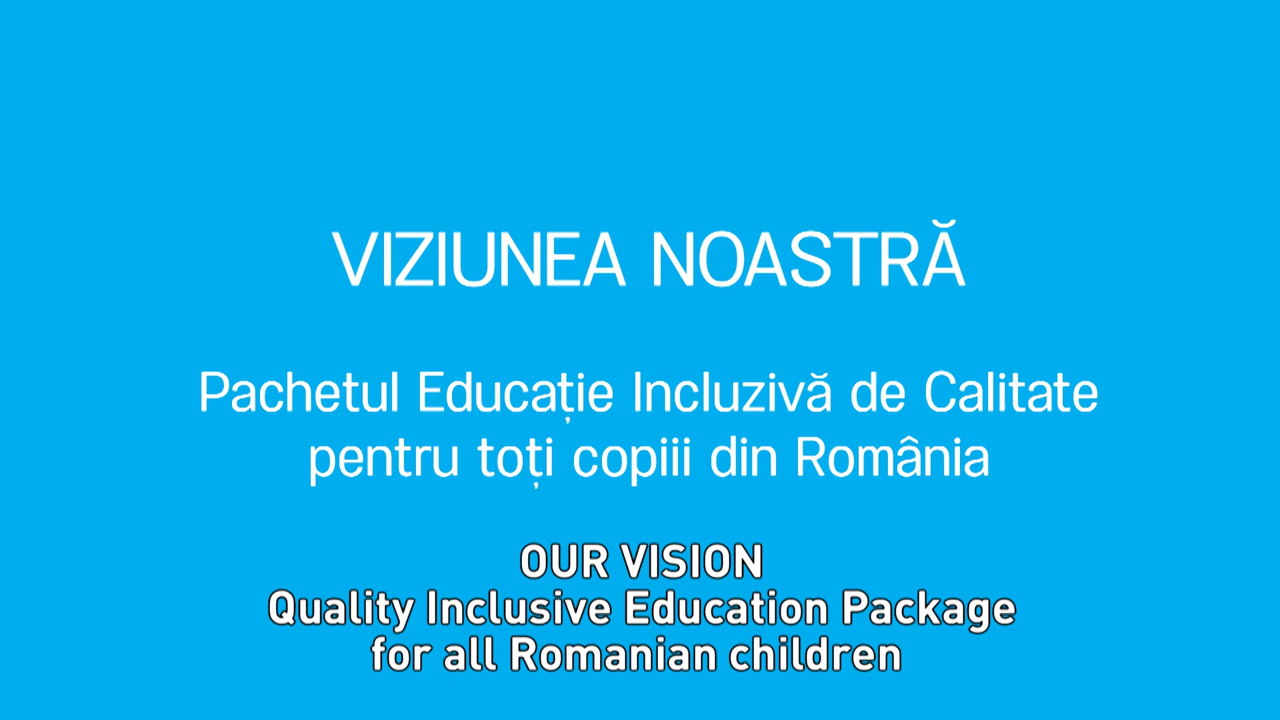 VIZIUNEA NOASTRĂ
Pachetul Educație Incluzivă de Calitate
pentru toți copiii din România
OUR VISION
Quality Inclusive Education Package
for all Romanian children